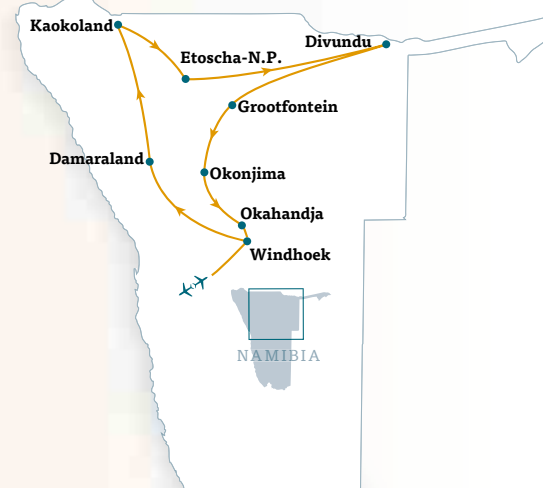 Kaokoland
Divundu
Etoscha-N.P.
Grootfontein
Damaraland
Okonjima
Okahandja
Windhoek
NAMIBIA